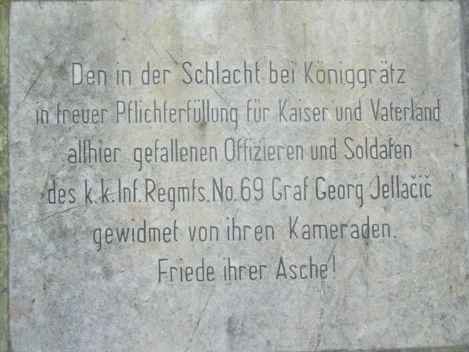 Den in der Schlacht bei Königgrätz
in treuer Pflichterfüllung für Kaiser und Vaterland
allhier gefallenen Offizieren und Soldaten
des k.k.Inf.Regmts.No.69 Graf Georg Jellačič
gewidmet von ihren Kameraden.
Friede ihrer Asche!